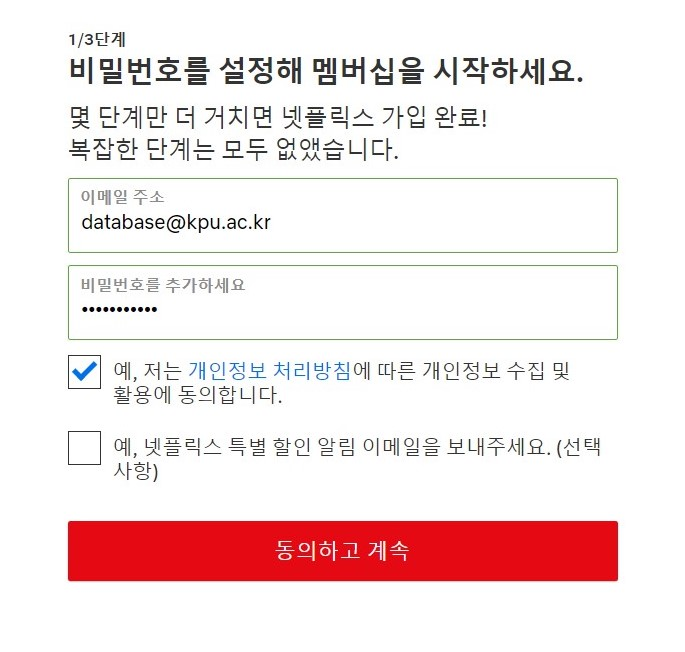 1/3단계
비밀번호를 설정해 멤버십을 시작하세요.
몇 단계만 더 거치면 넷플릭스 가입 완료!
복잡한 단계는 모두 없앴습니다.
이메일 주소
database@kpu.ac.kr
비밀번호를 추가하세요
•••••••••••
예, 저는 개인정보 처리방침에 따른 개인정보 수집 및
활용에 동의합니다.
예, 넷플릭스 특별 할인 알림 이메일을 보내주세요. (선택
사항)
동의하고 계속